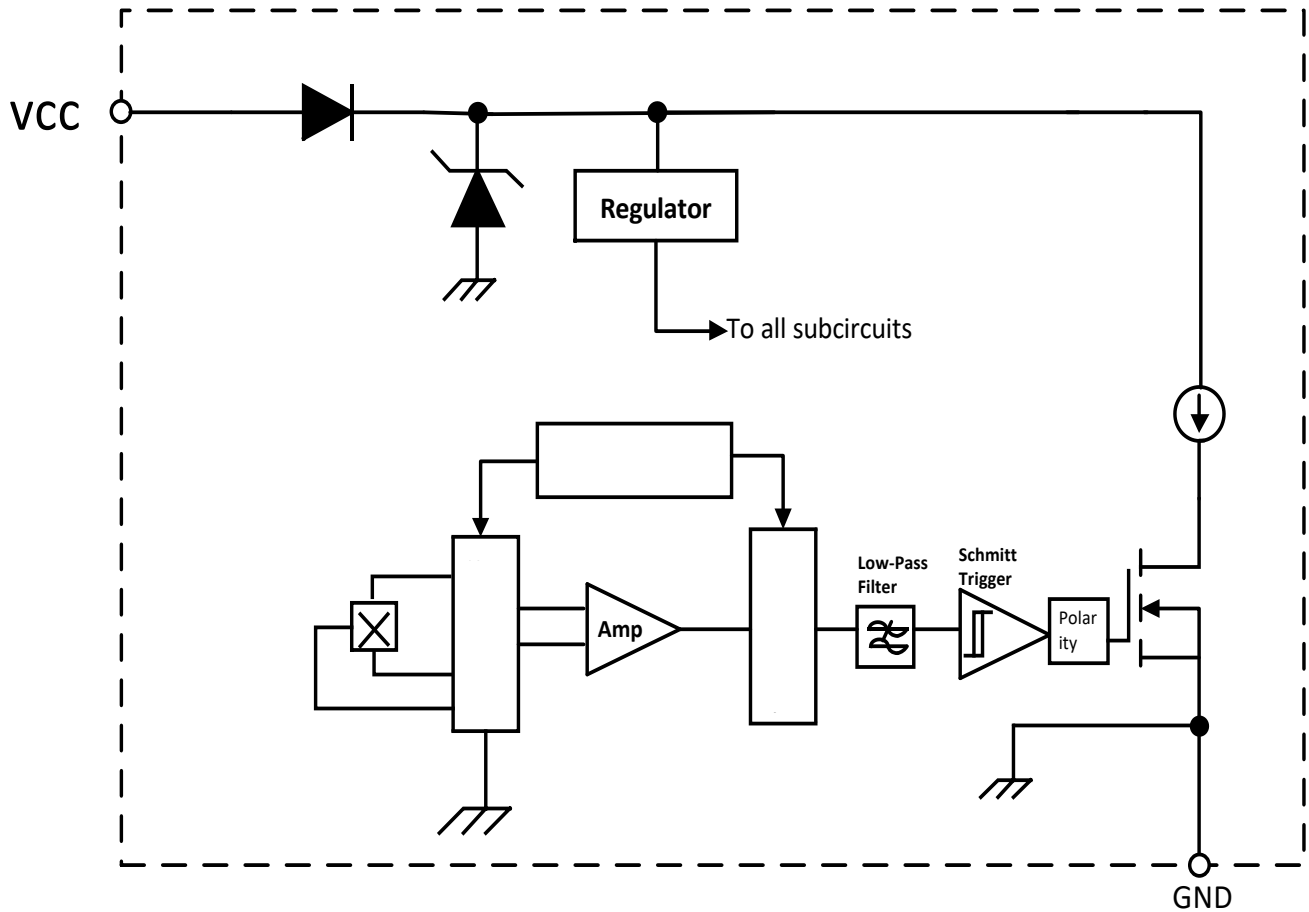 VCC
Regulator
To all subcircuits
Low-Pass
Filter
Schmitt
Trigger
Amp
Polar
ity
GND